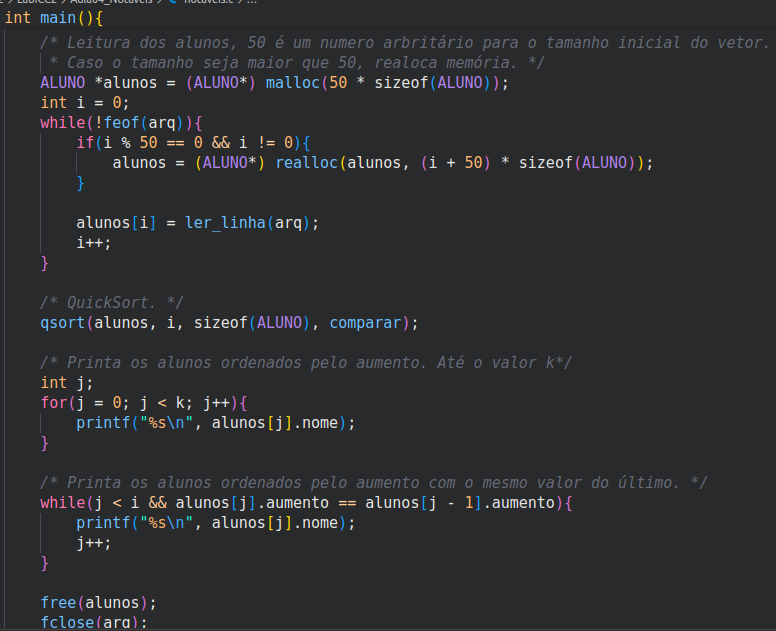 LabICC2 > Aula04_Notaveis > C notaveis.c > ...
int main(){
/* Leitura dos alunos, 50 é um numero arbritário para o tamanho inicial do vetor.
* Caso o tamanho seja maior que 50, realoca memória. */
ALUNO *alunos = (ALUNO*) malloc(50 * sizeof(ALUNO));
int i = 0;
while(!feof(arq)){
if(i % 50 == 0 && i != 0){
alunos = (ALUNO*) realloc(alunos, (i + 50) * sizeof(ALUNO));
}
alunos[i] = ler_linha(arq);
i++;
}
/* QuickSort. */
qsort(alunos, i, sizeof(ALUNO), comparar);
/* Printa os alunos ordenados pelo aumento. Até o valor k*/
int j;
for(j = 0; j < k; j++){
printf("%s\n", alunos[j].nome);
}
/* Printa os alunos ordenados pelo aumento com o mesmo valor do último. */
while(j < i && alunos[j].aumento == alunos[j - 1].aumento){
printf("%s\n", alunos[j].nome);
j++;
}
free(alunos);
fclose(arq);